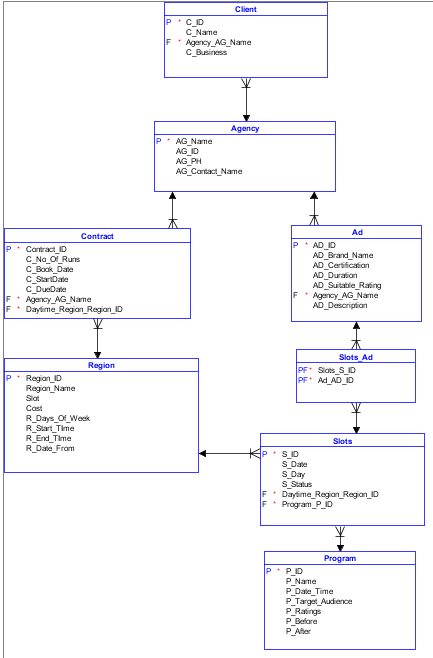 Client
P * C_ID
C_Name
F * Agency_AG_Name
C_Business
Agency
P * AG_Name
AG_ID
AG_PH
AG_Contact_Name
Contract
P * Contract_ID
C_No_Of_Runs
C_Book_Date
C_StartDate
C_DueDate
F * Agency_AG_Name
F * Daytime_Region_Region_ID
Ad
P * AD_ID
AD_Brand_Name
AD_Certification
AD_Duration
AD_Suitable_Rating
F * Agency_AG_Name
AD_Description
Region
P * Region_ID
Region_Name
Slot
Cost
R_Days_Of_Week
R_Start_TIme
R_End_TIme
R_Date_From
Slots_Ad
PF * Slots_S_ID
PF * Ad_AD_ID
Slots
P * S_ID
S_Date
S_Day
S_Status
F * Daytime_Region_Region_ID
F * Program_P_ID
Program
P * P_ID
P_Name
P_Date_Time
P_Target_Audience
P_Ratings
P_Before
P_After